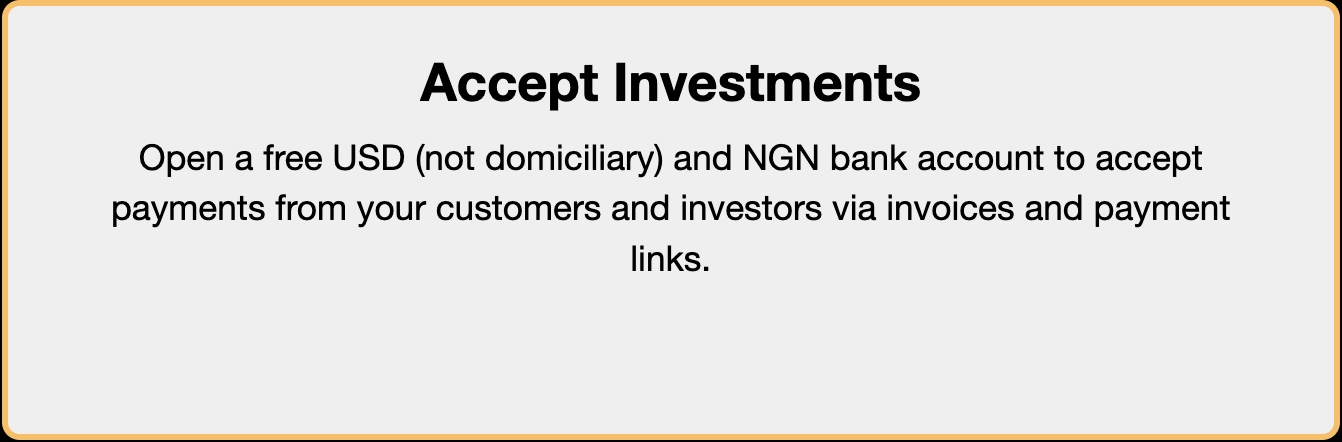 Accept Investments
Open a free USD (not domiciliary) and NGN bank account to accept
payments from your customers and investors via invoices and payment
links.